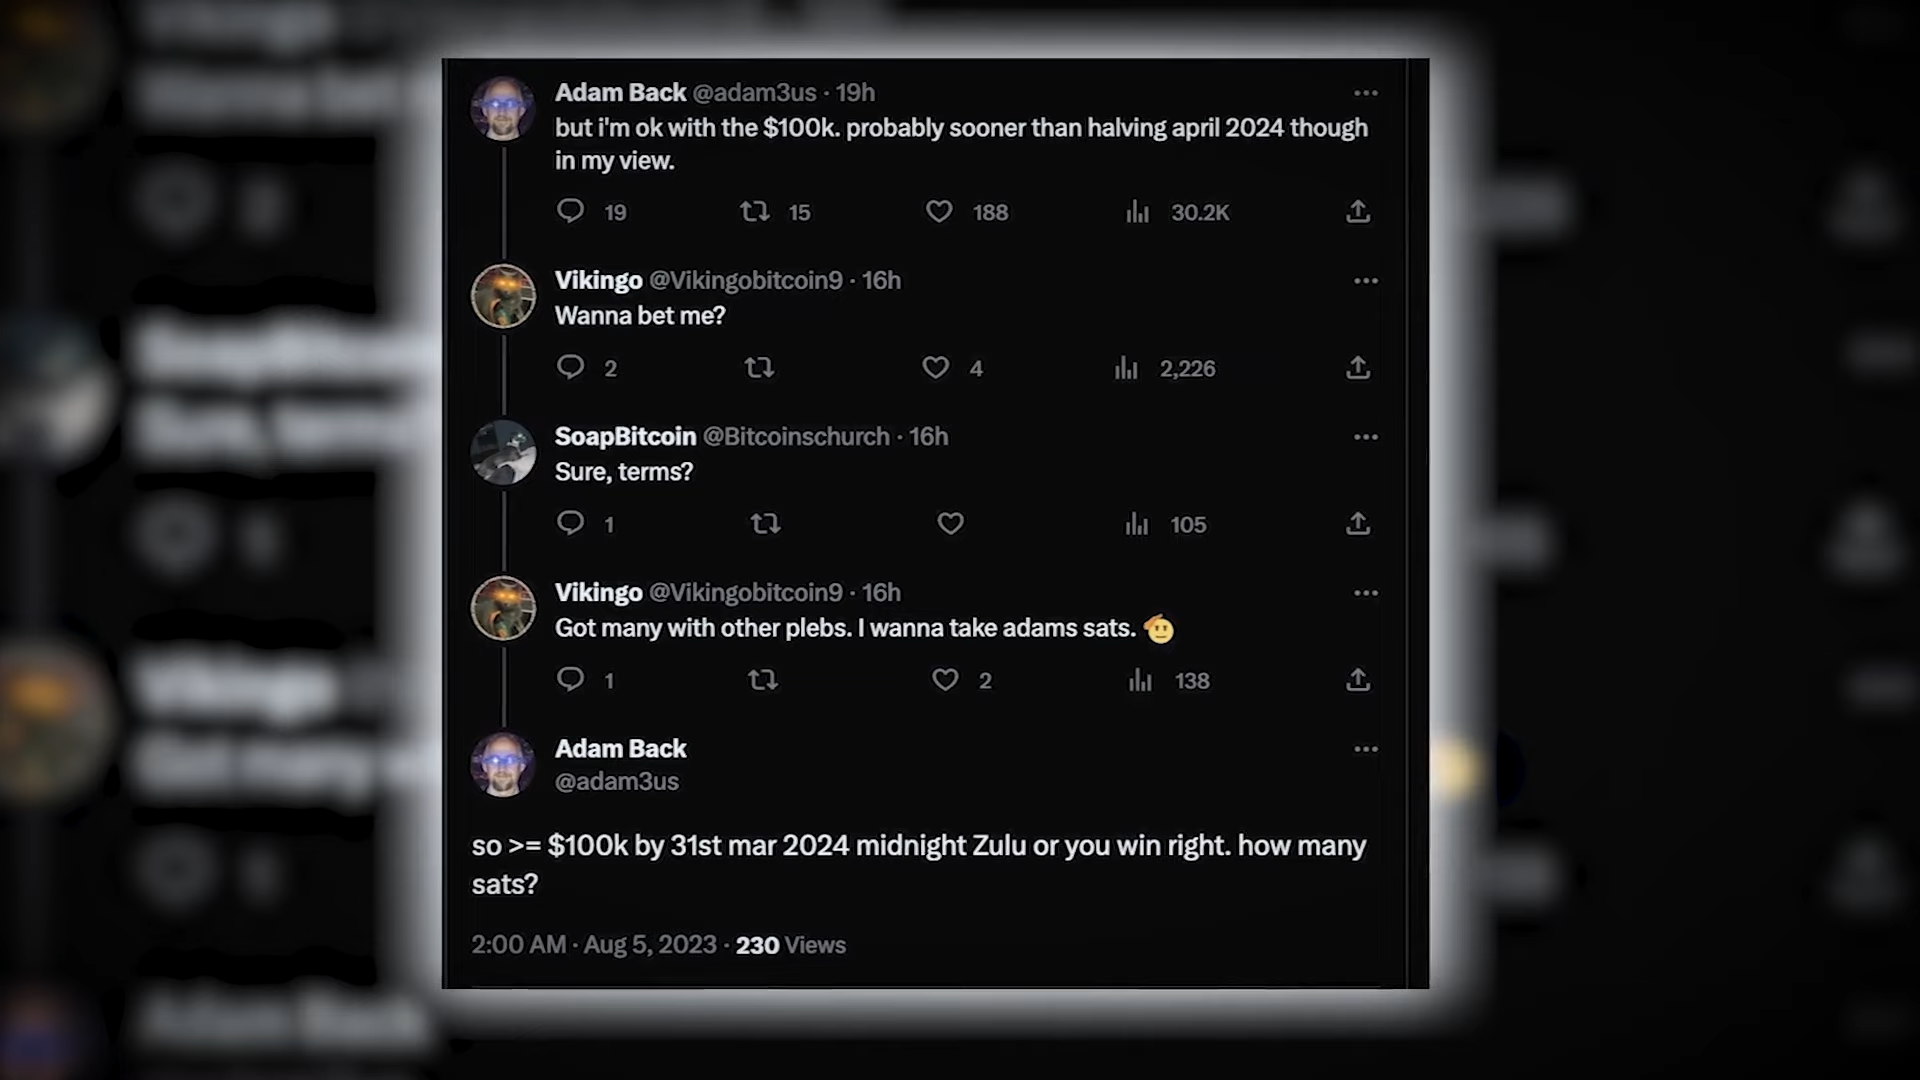 Adam Back @adam3us · 19h
but i'm ok with the $100k. probably sooner than halving april 2024 though
in my view.
19 15 188 30.2K
Vikingo @Vikingobitcoin9 · 16h
Wanna bet me?
2 4 2,226
SoapBitcoin @Bitcoinschurch · 16h
Sure, terms?
1 105
Vikingo @Vikingobitcoin9 · 16h
Got many with other plebs. I wanna take adams sats. 🫡
1 2 138
Adam Back
@adam3us
so >= $100k by 31st mar 2024 midnight Zulu or you win right. how many
sats?
2:00 AM · Aug 5, 2023 · 230 Views